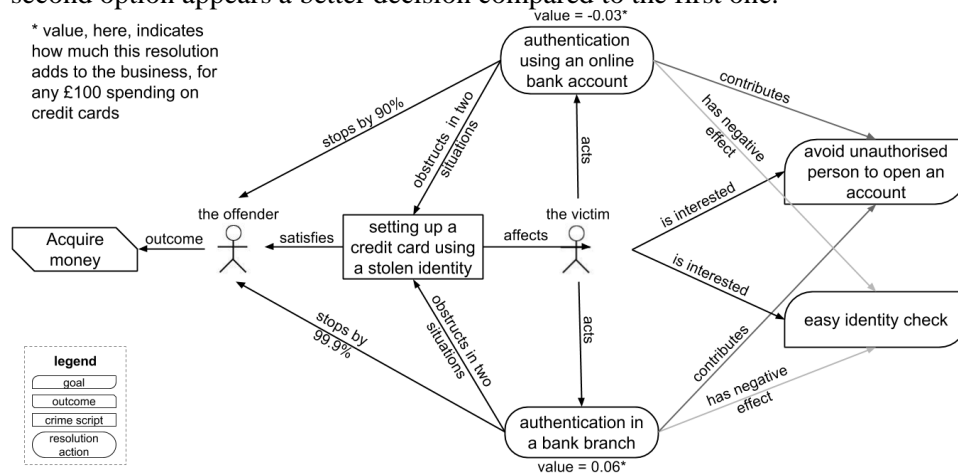 second option appears a better decision compared to the first one.
* value, here, indicates
how much this resolution
adds to the business, for
any £100 spending on
credit cards
value = -0.03*
authentication
using an online
bank account
contributes
has negative
effect
stops by 90%
obstructs in two
situations
acts
avoid unauthorised
person to open an
account
is interested
the offender
the victim
Acquire
money
outcome
satisfies
setting up a
credit card using
a stolen identity
affects
is interested
easy identity check
stops by
99.9%
obstructs in two
situations
acts
contributes
has negative
effect
authentication in
a bank branch
value = 0.06*
legend
goal
outcome
crime script
resolution
action